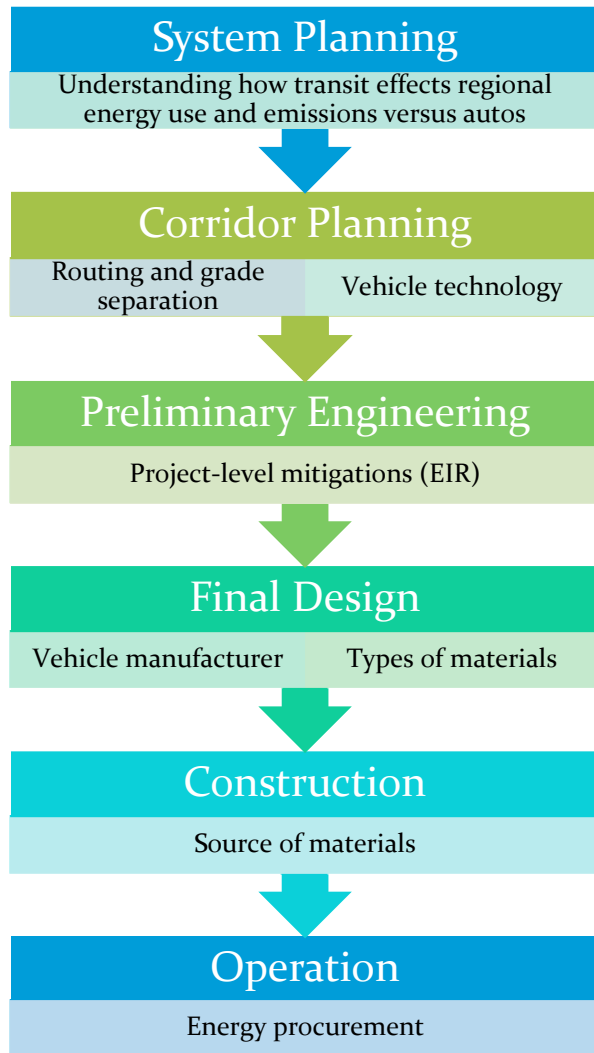 System Planning
Understanding how transit effects regional
energy use and emissions versus autos
Corridor Planning
Routing and grade
separation
Vehicle technology
Preliminary Engineering
Project-level mitigations (EIR)
Final Design
Vehicle manufacturer
Types of materials
Construction
Source of materials
Operation
Energy procurement